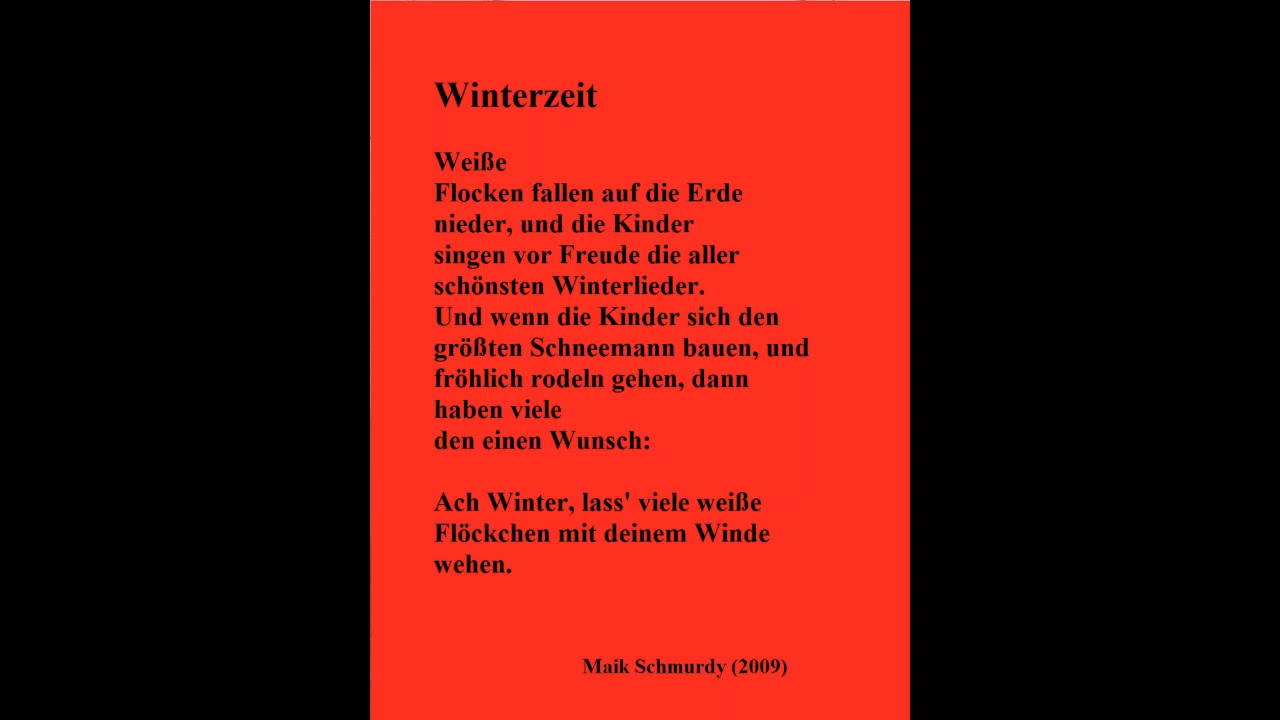 Winterzeit
Weiße
Flocken fallen auf die Erde
nieder, und die Kinder
singen vor Freude die aller
schönsten Winterlieder.
Und wenn die Kinder sich den
größten Schneemann bauen, und
fröhlich rodeln gehen, dann
haben viele
den einen Wunsch:
Ach Winter, lass' viele weiße
Flöckchen mit deinem Winde
wehen.
Maik Schmurdy (2009)